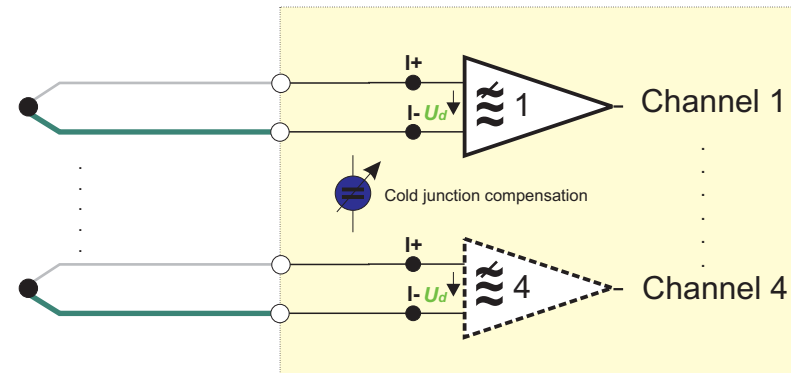 I+
I- Ud
1
Channel 1
Cold junction compensation
I+
I- Ud
4
Channel 4